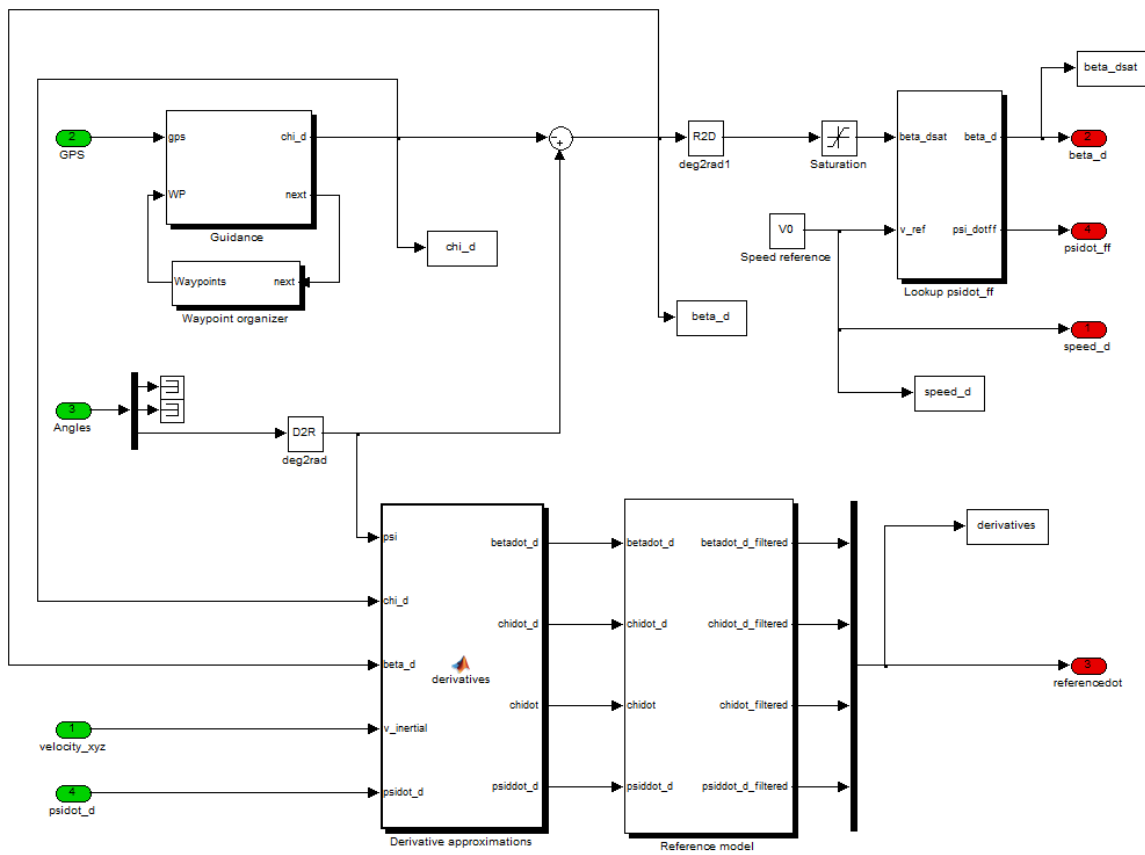 beta_dsat
2
GPS
gps
chi_d
WP
next
Guidance
Waypoints
next
Waypoint organizer
-
+
R2D
deg2rad1
Saturation
beta_dsat
beta_d
v_ref
psi_dotff
Lookup psidot_ff
2
beta_d
4
psidot_ff
V0
Speed reference
chi_d
beta_d
1
speed_d
speed_d
3
Angles
D2R
deg2rad
psi
chi_d
beta_d
v_inertial
psidot_d
derivatives
betadot_d
chidot_d
chidot
psiddot_d
Derivative approximations
betadot_d
chidot_d
chidot
psiddot_d
betadot_d_filtered
chidot_d_filtered
chidot_filtered
psiddot_d_filtered
Reference model
derivatives
3
referencedot
1
velocity_xyz
4
psidot_d